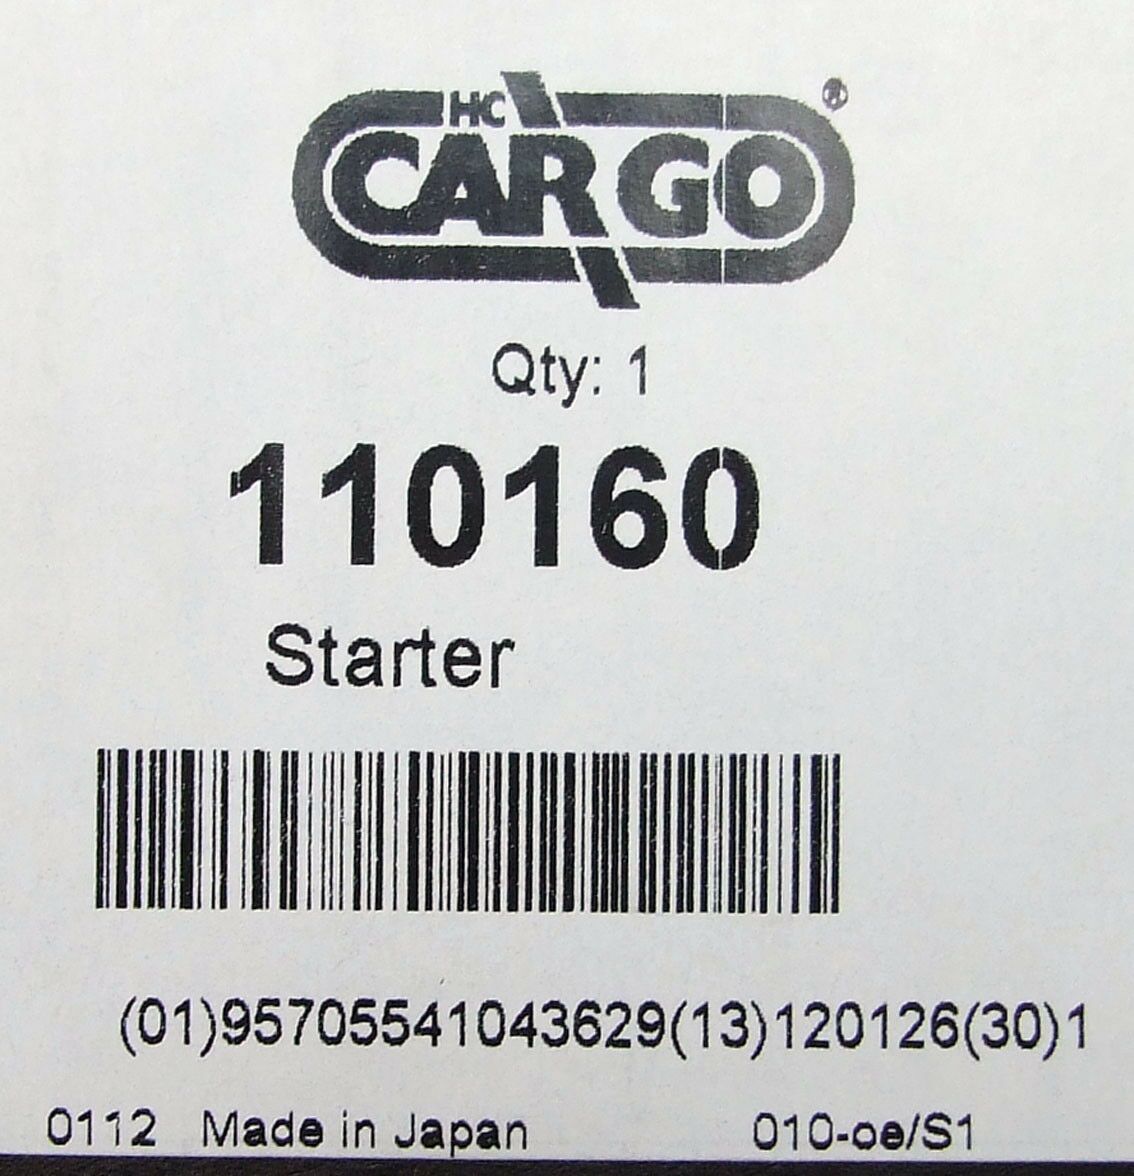 HC
CARGO®
Qty: 1
110160
Starter
(01)95705541043629(13)120126(30)1
0112 Made in Japan 010-oe/S1